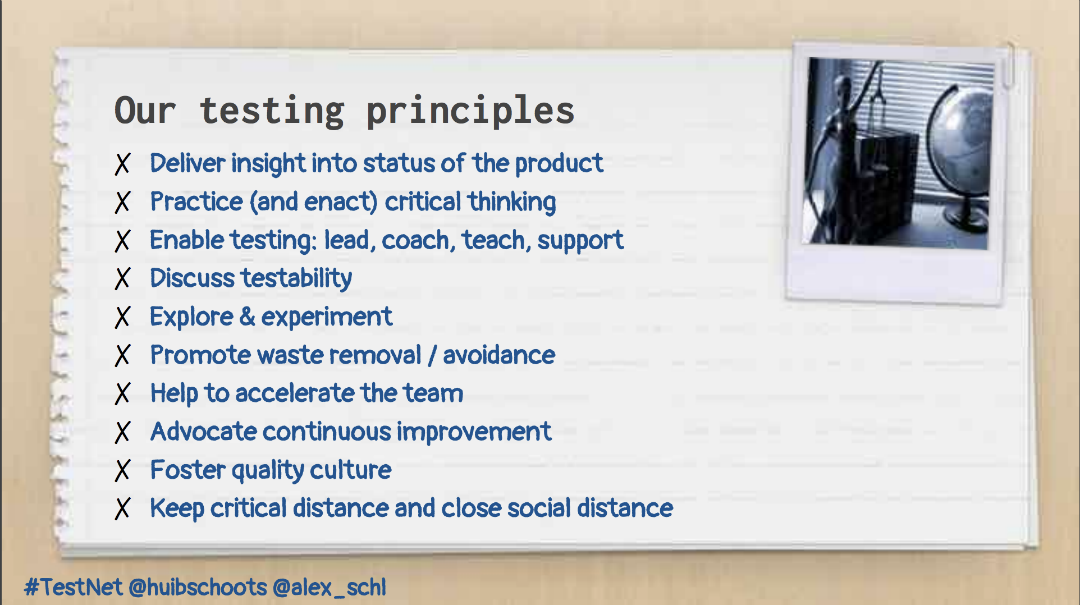 Our testing principles
X Deliver insight into status of the product
X Practice (and enact) critical thinking
X Enable testing: lead, coach, teach, support
X Discuss testability
X Explore & experiment
X Promote waste removal / avoidance
X Help to accelerate the team
X Advocate continuous improvement
X Foster quality culture
X Keep critical distance and close social distance
#TestNet @huibschoots @alex_schl